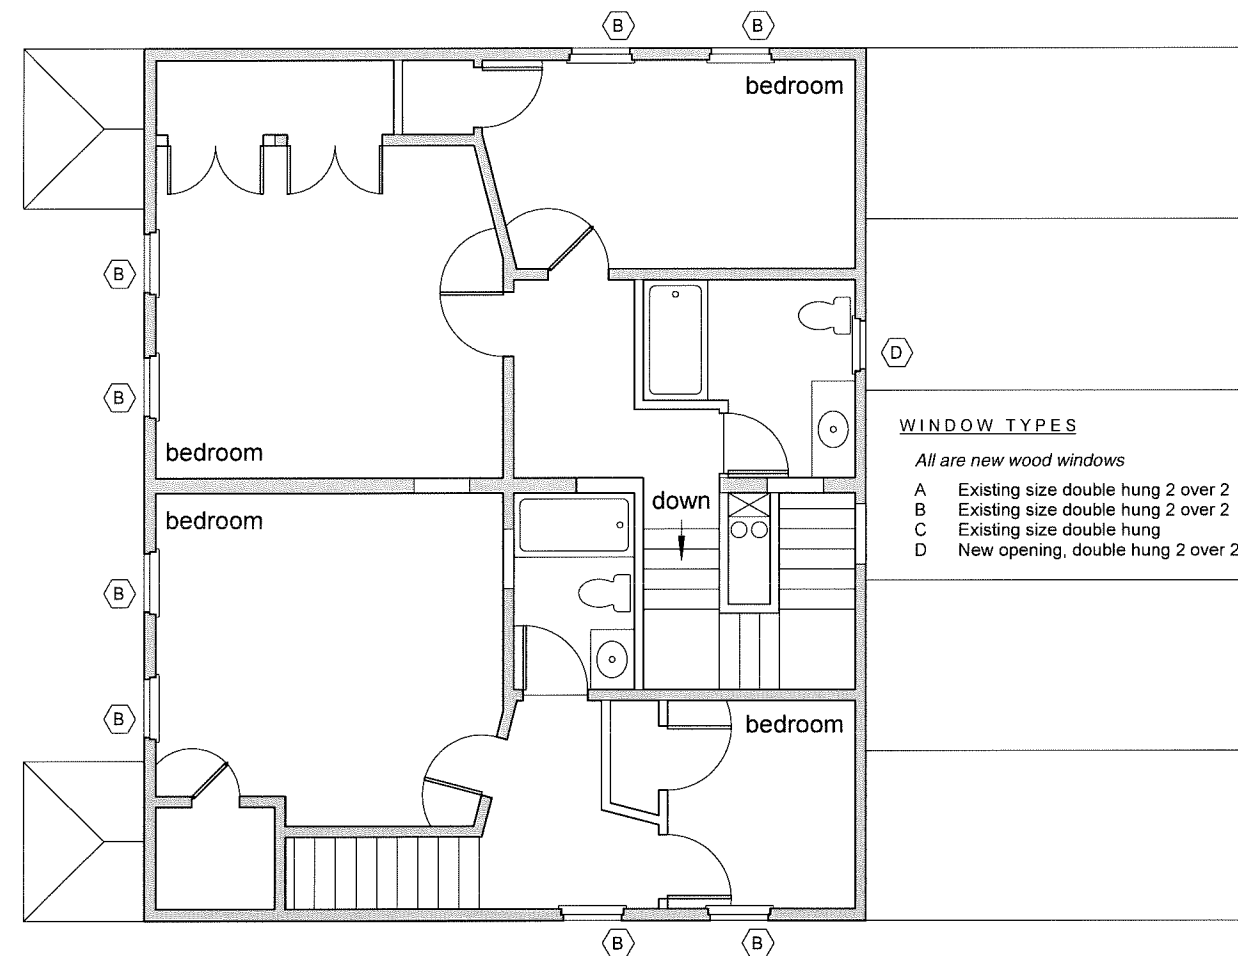 B B
bedroom
B
D
B
WINDOW TYPES
All are new wood windows
bedroom
A Existing size double hung 2 over 2
down
B Existing size double hung 2 over 2
bedroom
C Existing size double hung
D New opening, double hung 2 over 2
B
B
bedroom
B B